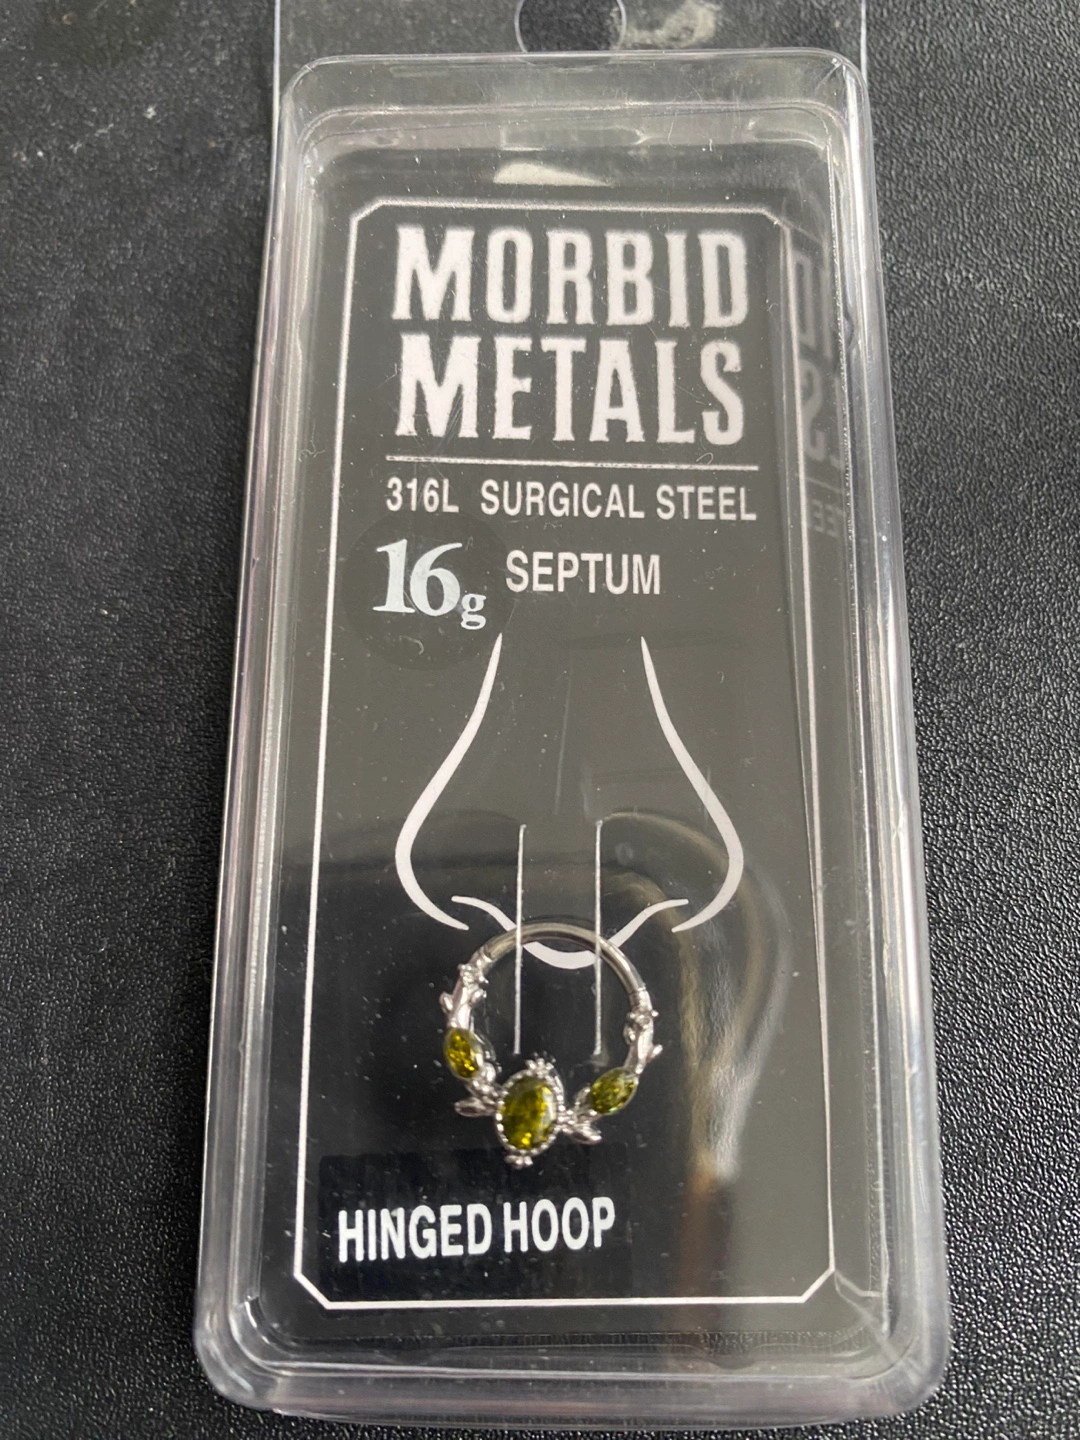 MORBID
METALS
316L SURGICAL STEEL
16g SEPTUM
HINGED HOOP